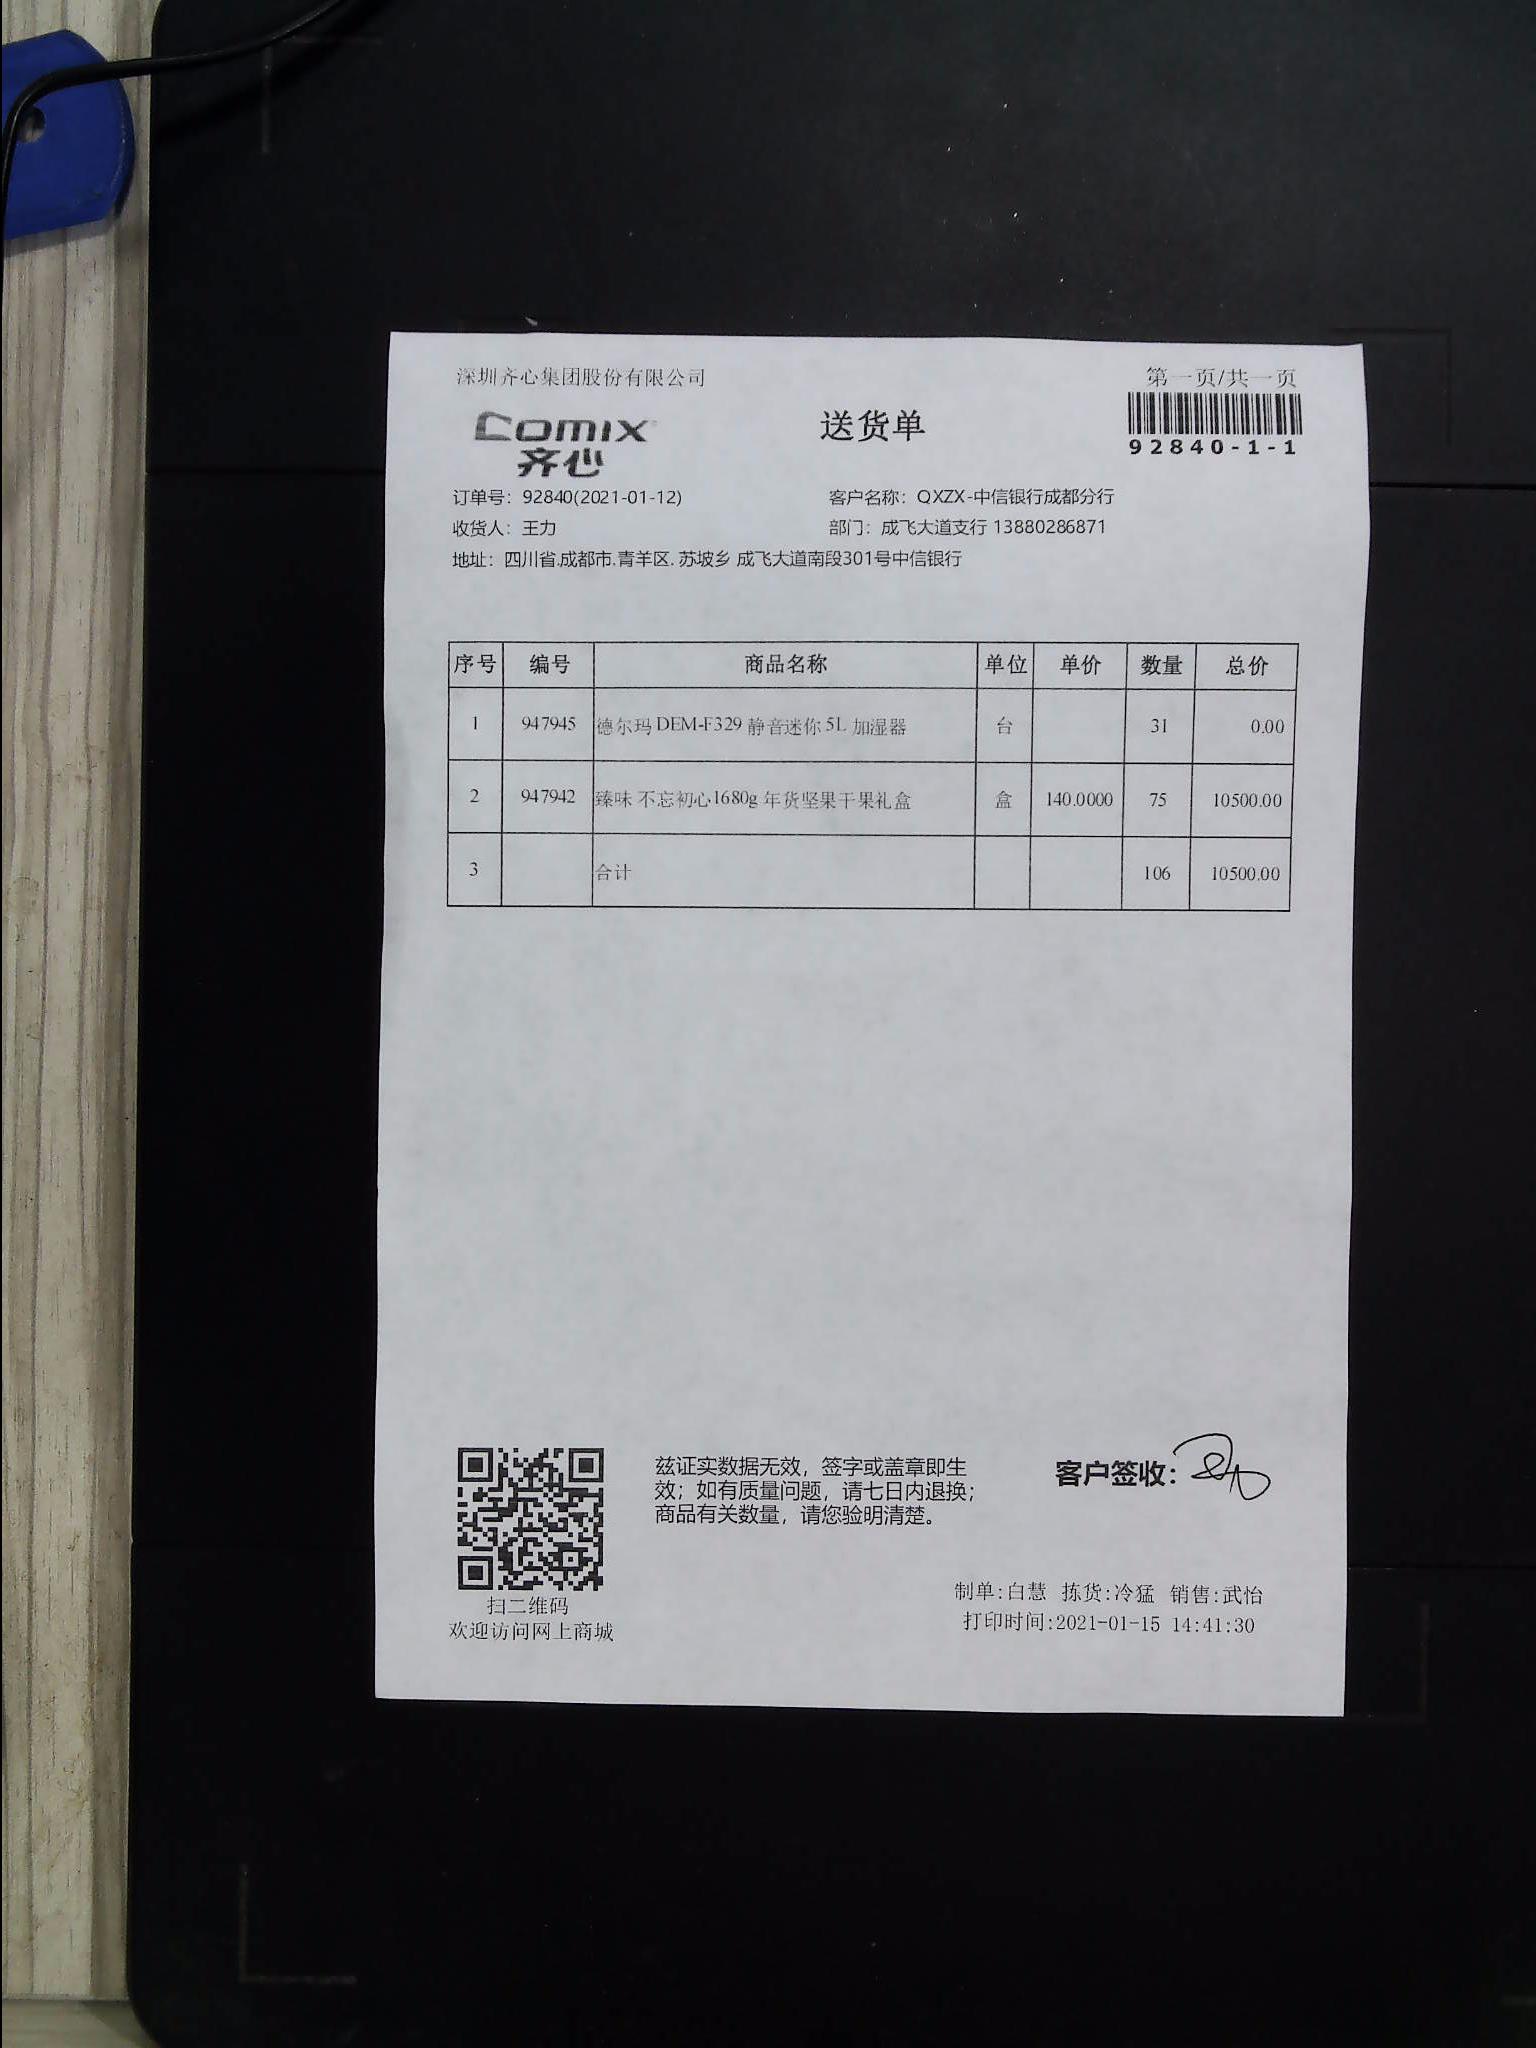 深圳齐心集团股份有限公司
第一页/共一页
COMIX
齐心
送货单
92840-1-1
订单号：92840(2021-01-12)
客户名称：QXZX-中信银行成都分行
收货人：王力
部门：成飞大道支行 13880286871
地址：四川省.成都市.青羊区. 苏坡乡 成飞大道南段301号中信银行
序号 编号 商品名称 单位 单价 数量 总价
1 947945 德尔玛 DEM-F329 静音迷你 5L 加湿器 台 31 0.00
2 947942 臻味 不忘初心1680g 年货坚果干果礼盒 盒 140.0000 75 10500.00
3 合计 106 10500.00
兹证实数据无效，签字或盖章即生
效；如有质量问题，请七日内退换；
商品有关数量，请您验明清楚。
客户签收：
扫二维码
欢迎访问网上商城
制单:白慧 拣货:冷猛 销售:武怡
打印时间:2021-01-15 14:41:30